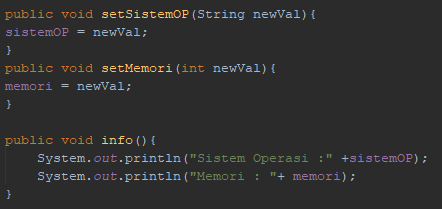 public void setSistemOP(String newVal){
sistemOP = newVal;
}
public void setMemori(int newVal){
memori = newVal;
}
public void info(){
System.out.println("Sistem Operasi :" +sistemOP);
System.out.println("Memori : "+ memori);
}